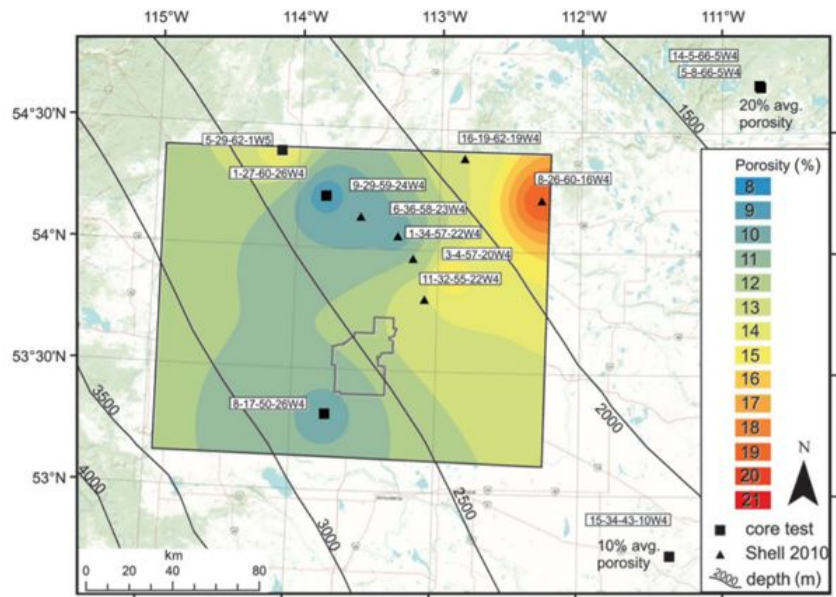 115°W
114°W
113°W
112°W
111°W
14-5-66-5W4
5-8-66-5W4
20% avg.
porosity
1500
54°30'N
5-29-62-1W5
16-19-62-19W4
1-27-60-26W4
9-29-59-24W4
8-26-60-16W4
6-36-58-23W4
1-34-57-22W4
54°N
3-4-57-20W4
11-32-55-22W4
53°30'N
8-17-50-26W4
3500
4000
53°N
3000
2500
2000
15-34-43-10W4
10% avg.
porosity
Porosity (%)
8
9
10
11
12
13
14
15
16
17
18
19
20
21
N
core test
Shell 2010
2000 depth (m)
km
0 20 40 80
115°W
114°W
113°W
112°W